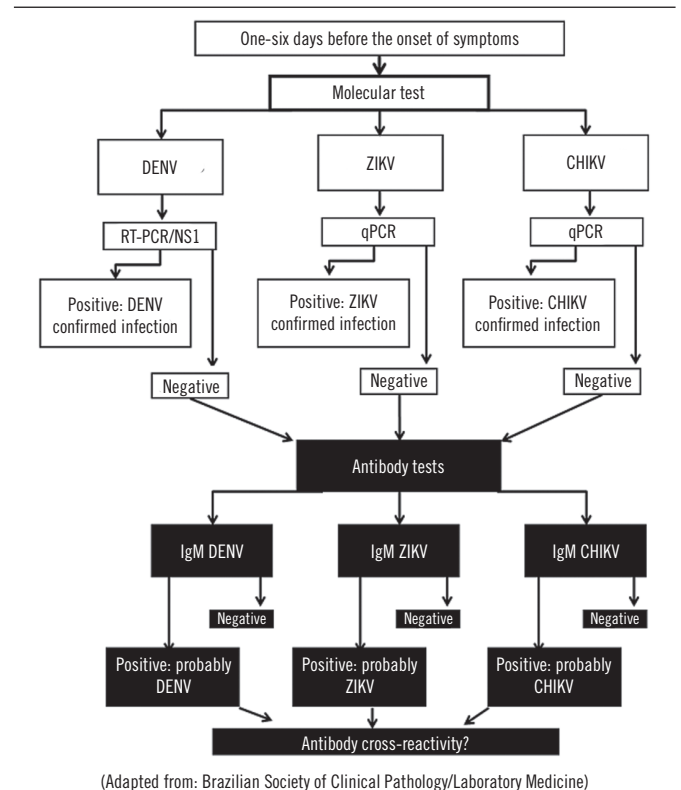 One-six days before the onset of symptoms
Molecular test
DENV
ZIKV
CHIKV
RT-PCR/NS1
qPCR
qPCR
Positive: DENV
confirmed infection
Positive: ZIKV
confirmed infection
Positive: CHIKV
confirmed infection
Negative
Negative
Negative
Antibody tests
IgM DENV
IgM ZIKV
IgM CHIKV
Negative
Negative
Negative
Positive: probably
DENV
Positive: probably
ZIKV
Positive: probably
CHIKV
Antibody cross-reactivity?
(Adapted from: Brazilian Society of Clinical Pathology/Laboratory Medicine)